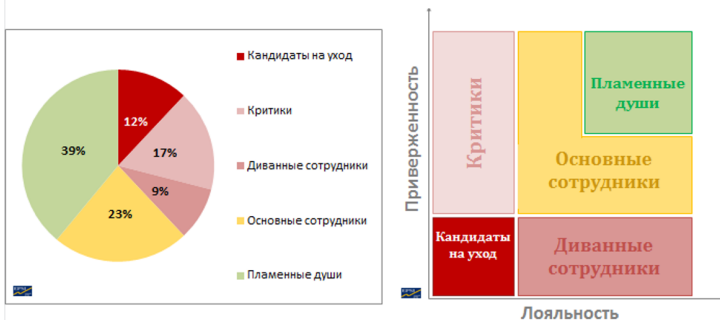 Кандидаты на уход
12%
Критики
39%
17%
Диванные сотрудники
9%
23%
Основные сотрудники
Пламенные души
Приверженность
Критики
Пламенные
души
Основные
сотрудники
Кандидаты
на уход
Диванные
сотрудники
Лояльность